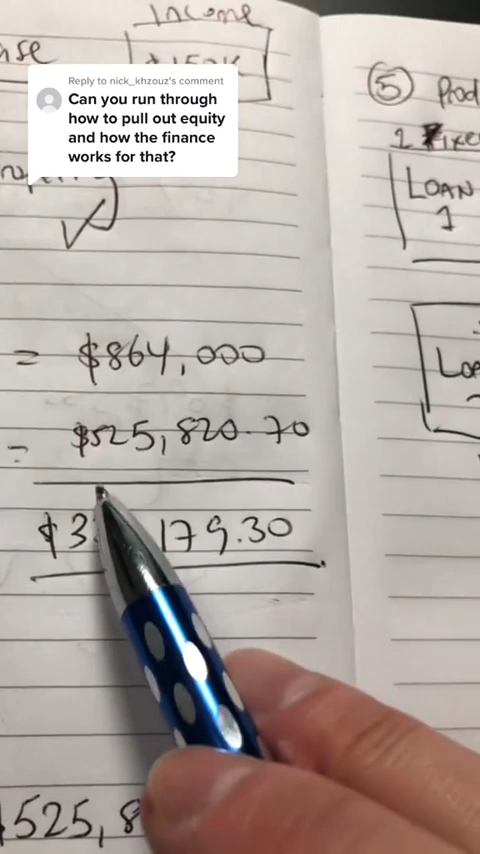 Income
Reply to nick_khzouz's comment
Can you run through
how to pull out equity
and how the finance
works for that?
5 Prod
LOAN
1
= $864,000
= $525,820.70
$3 179.30
$525,8